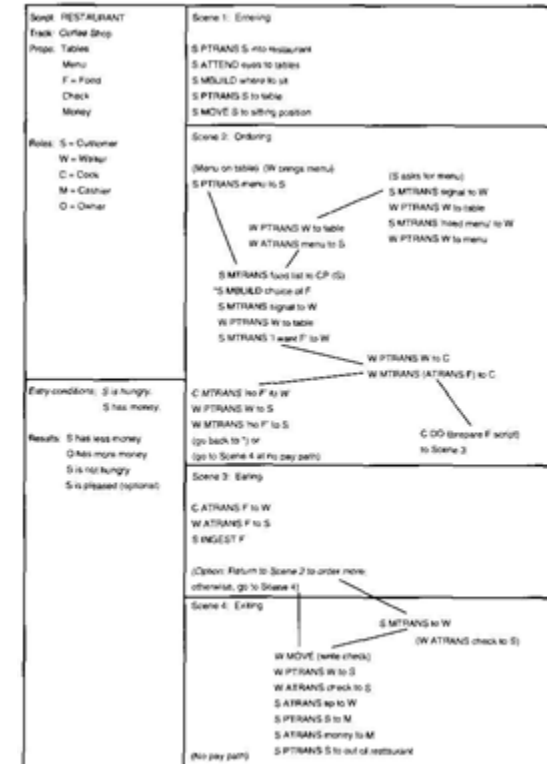 Script: RESTAURANT
Track: Coffee Shop
Props: Tables
Menu
F = Food
Check
Money
Roles: S = Customer
W = Waiter
C = Cook
M = Cashier
O = Owner
Entry conditions: S is hungry.
S has money.
Results: S has less money
O has more money
S is not hungry
S is pleased (optional)
Scene 1: Entering
S PTRANS S into restaurant
S ATTEND eyes to tables
S MBUILD where to sit
S PTRANS S to table
S MOVE S to sitting position
Scene 2: Ordering
(Menu on table) (W brings menu)
S PTRANS menu to S
(S asks for menu)
S MTRANS signal to W
W PTRANS W to table
S MTRANS 'need menu' to W
W PTRANS W to menu
W PTRANS W to table
W ATRANS menu to S
S MTRANS food list to CP (S)
*S MBUILD choice of F
S MTRANS signal to W
W PTRANS W to table
S MTRANS 'I want F' to W
W PTRANS W to C
W MTRANS (ATRANS F) to C
C MTRANS 'no F' to W
W PTRANS W to S
W MTRANS 'no F' to S
(go back to *) or
(go to Scene 4 at no pay path)
C DO (prepare F script)
to Scene 3
Scene 3: Eating
C ATRANS F to W
W ATRANS F to S
S INGEST F
(Option: Return to Scene 2 to order more;
otherwise, go to Scene 4)
Scene 4: Exiting
S MTRANS to W
(W ATRANS check to S)
W MOVE (write check)
W PTRANS W to S
W ATRANS check to S
S ATRANS tip to W
S PTRANS S to M
S ATRANS money to M
(No pay path)
S PTRANS S to out of restaurant